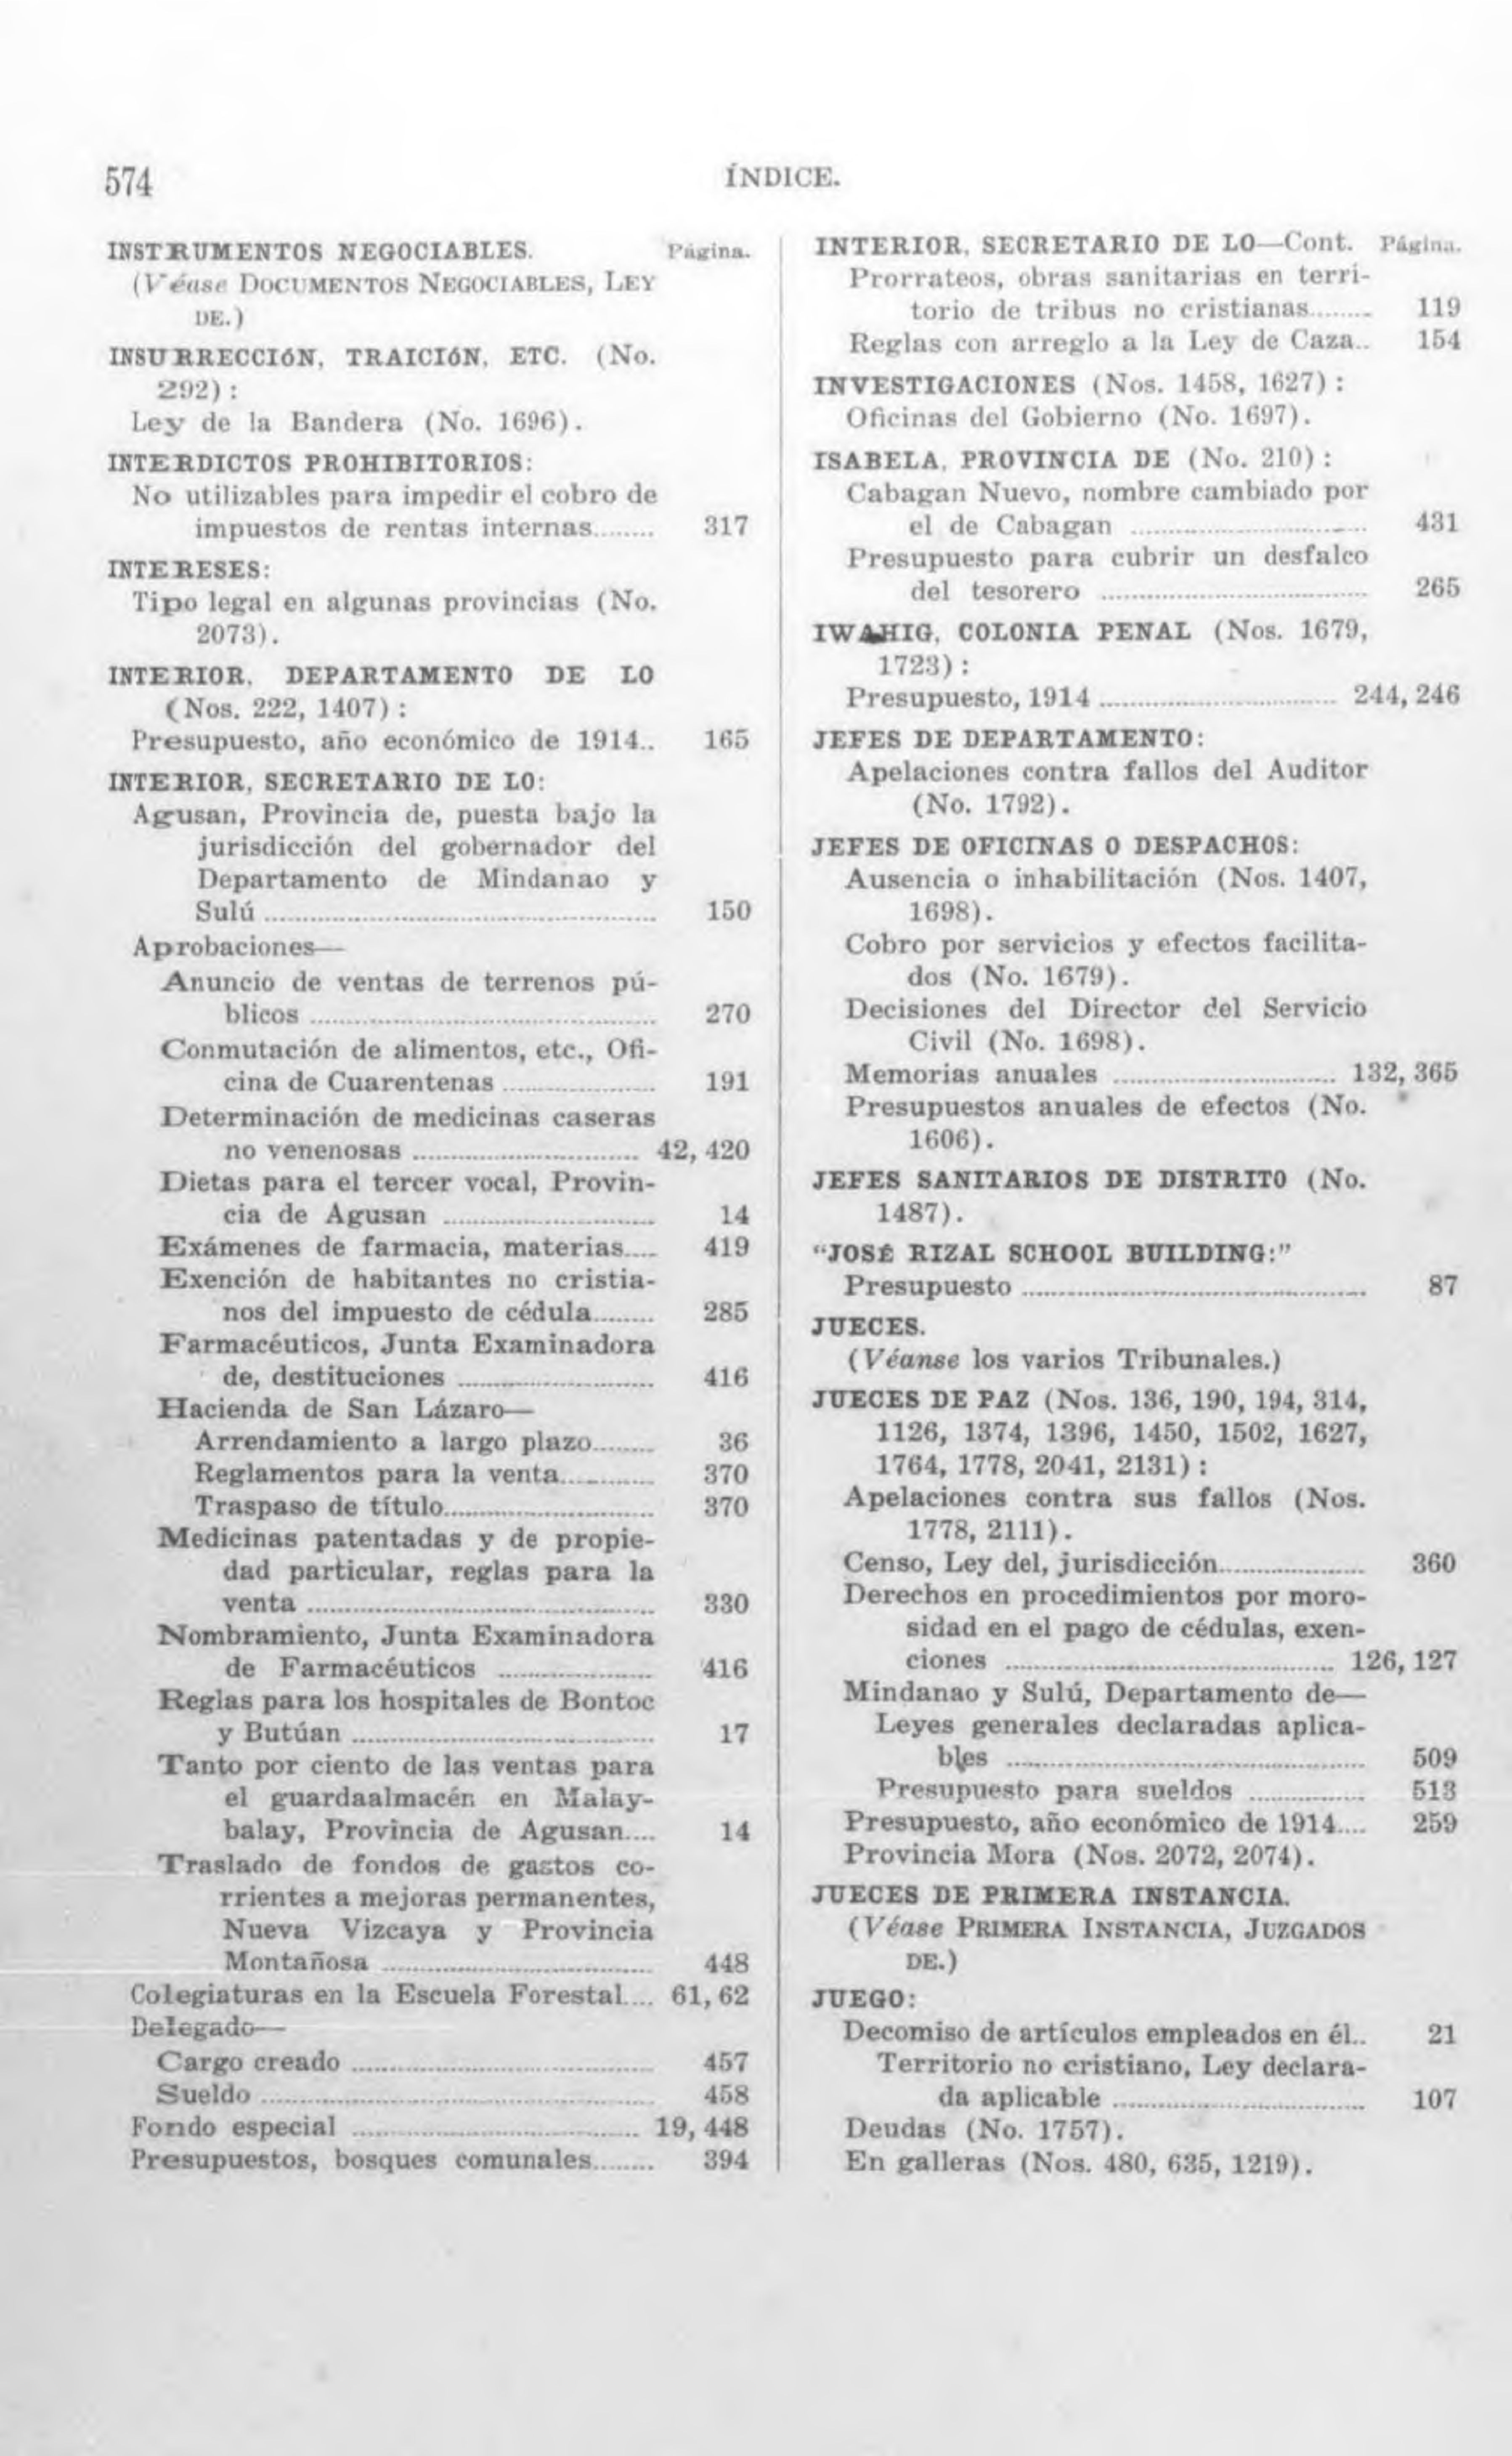 574
ÍNDICE.
INSTRUMENTOS NEGOCIABLES. Página.
(Véase DOCUMENTOS NEGOCIABLES, LEY
DE.)
INSURRECCIÓN, TRAICIÓN, ETC. (No.
292) :
Ley de la Bandera (No. 1696).
INTERDICTOS PROHIBITORIOS:
No utilizables para impedir el cobro de
impuestos de rentas internas........ 317
INTERESES:
Tipo legal en algunas provincias (No.
2073).
INTERIOR, DEPARTAMENTO DE LO
(Nos. 222, 1407) :
Presupuesto, año económico de 1914.. 165
INTERIOR, SECRETARIO DE LO:
Agusan, Provincia de, puesta bajo la
jurisdicción del gobernador del
Departamento de Mindanao y
Sulú ............................................ 150
Aprobaciones—
Anuncio de ventas de terrenos pú-
blicos ........................................ 270
Conmutación de alimentos, etc., Ofi-
cina de Cuarentenas .................... 191
Determinación de medicinas caseras
no venenosas ............................ 42, 420
Dietas para el tercer vocal, Provin-
cia de Agusan ........................... 14
Exámenes de farmacia, materias.... 419
Exención de habitantes no cristia-
nos del impuesto de cédula........ 285
Farmacéuticos, Junta Examinadora
de, destituciones ........................ 416
Hacienda de San Lázaro—
Arrendamiento a largo plazo........ 36
Reglamentos para la venta............ 370
Traspaso de título........................... 370
Medicinas patentadas y de propie-
dad particular, reglas para la
venta ........................................ 330
Nombramiento, Junta Examinadora
de Farmacéuticos .................... 416
Reglas para los hospitales de Bontoc
y Butúan .................................... 17
Tanto por ciento de las ventas para
el guardaalmacén en Malay-
balay, Provincia de Agusan.... 14
Traslado de fondos de gastos co-
rrientes a mejoras permanentes,
Nueva Vizcaya y Provincia
Montañosa ................................ 448
Colegiaturas en la Escuela Forestal.... 61, 62
Delegado—
Cargo creado .................................... 457
Sueldo ................................................ 458
Fondo especial .................................... 19, 448
Presupuestos, bosques comunales........ 394
INTERIOR, SECRETARIO DE LO—Cont. Página.
Prorrateos, obras sanitarias en terri-
torio de tribus no cristianas........ 119
Reglas con arreglo a la Ley de Caza.. 154
INVESTIGACIONES (Nos. 1458, 1627) :
Oficinas del Gobierno (No. 1697).
ISABELA, PROVINCIA DE (No. 210) :
Cabagan Nuevo, nombre cambiado por
el de Cabagan ............................ 431
Presupuesto para cubrir un desfalco
del tesorero ................................ 265
IWAHIG, COLONIA PENAL (Nos. 1679,
1723) :
Presupuesto, 1914 ............................ 244, 246
JEFES DE DEPARTAMENTO:
Apelaciones contra fallos del Auditor
(No. 1792).
JEFES DE OFICINAS O DESPACHOS:
Ausencia o inhabilitación (Nos. 1407,
1698).
Cobro por servicios y efectos facilita-
dos (No. 1679).
Decisiones del Director del Servicio
Civil (No. 1698).
Memorias anuales ............................ 132, 365
Presupuestos anuales de efectos (No.
1606).
JEFES SANITARIOS DE DISTRITO (No.
1487).
“JOSÉ RIZAL SCHOOL BUILDING:”
Presupuesto ........................................ 87
JUECES.
(Véanse los varios Tribunales.)
JUECES DE PAZ (Nos. 136, 190, 194, 314,
1126, 1374, 1396, 1450, 1502, 1627,
1764, 1778, 2041, 2131) :
Apelaciones contra sus fallos (Nos.
1778, 2111).
Censo, Ley del, jurisdicción.................. 360
Derechos en procedimientos por moro-
sidad en el pago de cédulas, exen-
ciones ........................................ 126, 127
Mindanao y Sulú, Departamento de—
Leyes generales declaradas aplica-
bles ............................................ 509
Presupuesto para sueldos ................ 513
Presupuesto, año económico de 1914.... 259
Provincia Mora (Nos. 2072, 2074).
JUECES DE PRIMERA INSTANCIA.
(Véase PRIMERA INSTANCIA, JUZGADOS
DE.)
JUEGO:
Decomiso de artículos empleados en él.. 21
Territorio no cristiano, Ley declara-
da aplicable ................................ 107
Deudas (No. 1757).
En galleras (Nos. 480, 635, 1219).